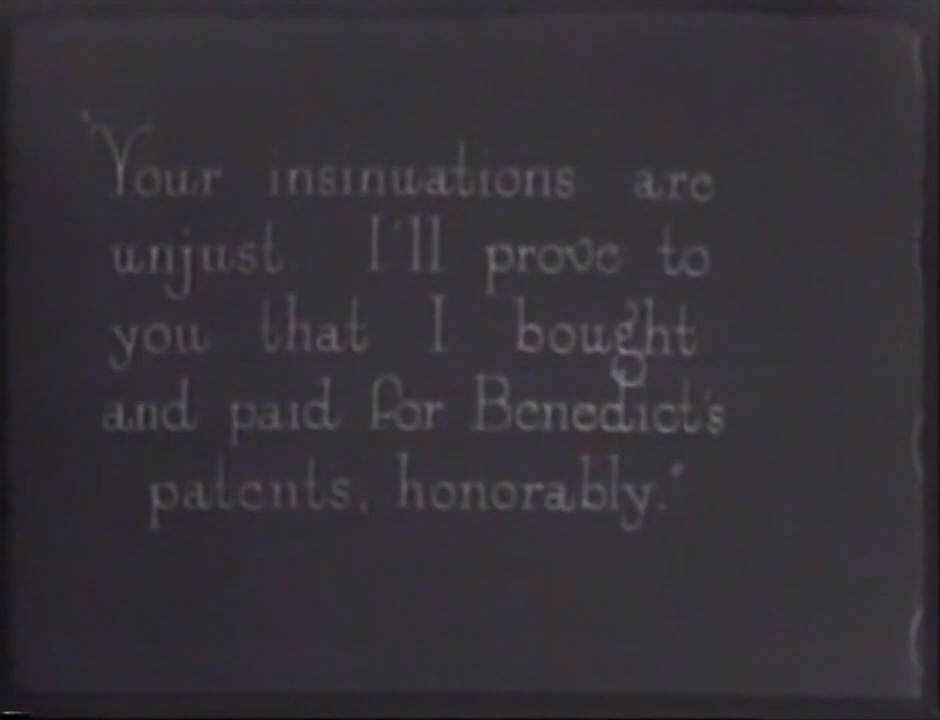 "Your insinuations are
unjust. I'll prove to
you that I bought
and paid for Benedict's
patents, honorably."